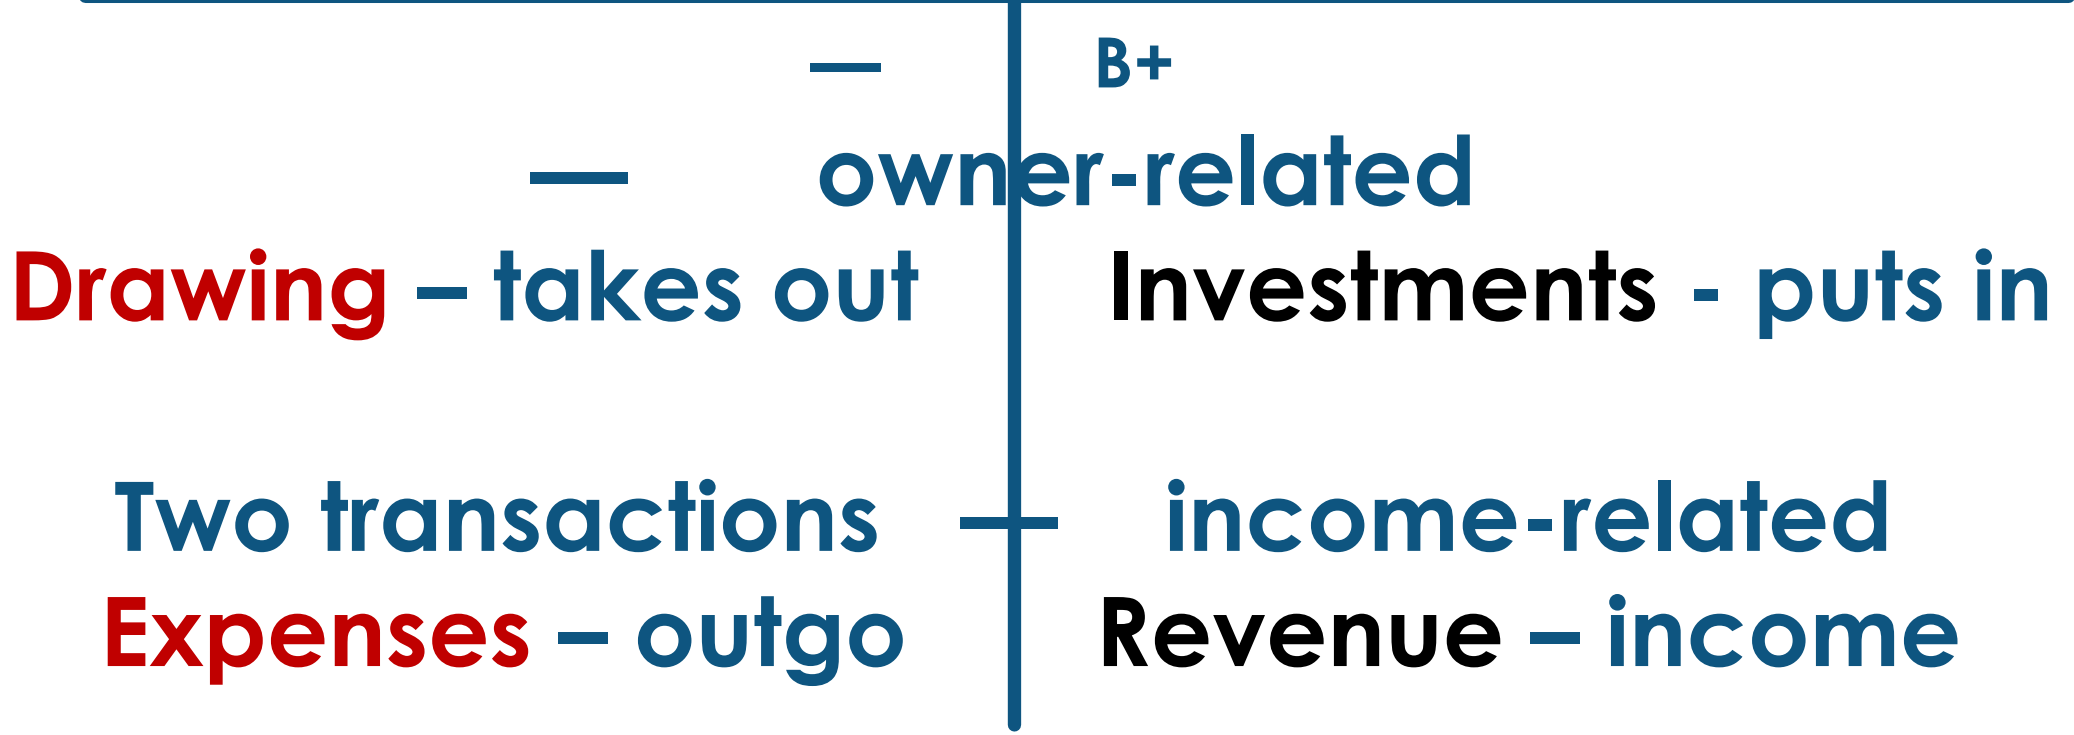 — B+
— owner-related
Drawing – takes out Investments - puts in
Two transactions — income-related
Expenses – outgo Revenue – income